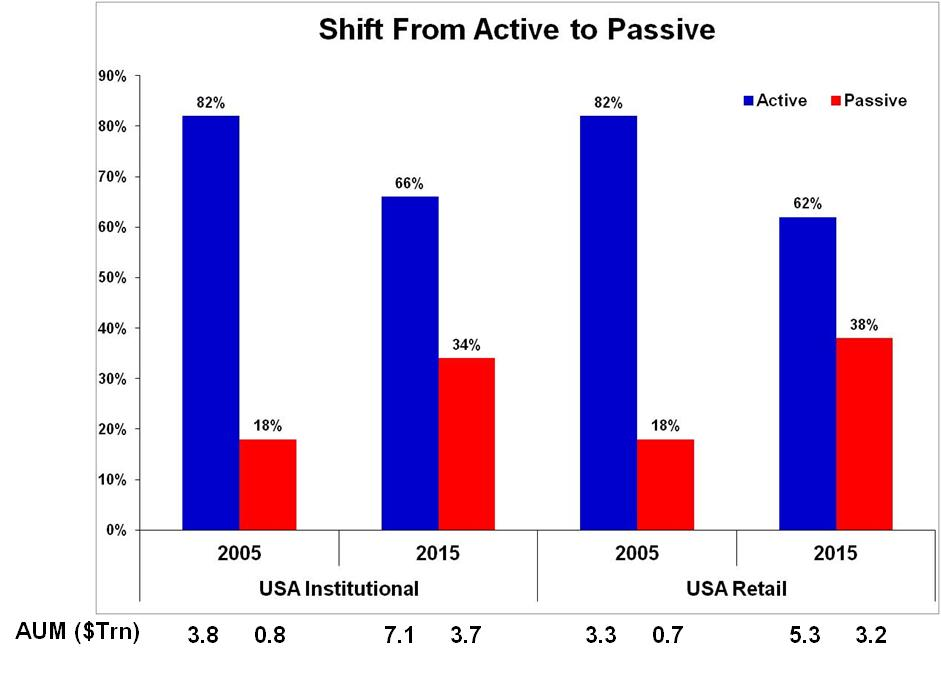 Shift From Active to Passive
90%
80%
70%
60%
50%
40%
30%
20%
10%
0%
Active Passive
82% 18% 66% 34% 82% 18% 62% 38%
2005 2015 2005 2015
USA Institutional USA Retail
AUM ($Trn) 3.8 0.8 7.1 3.7 3.3 0.7 5.3 3.2